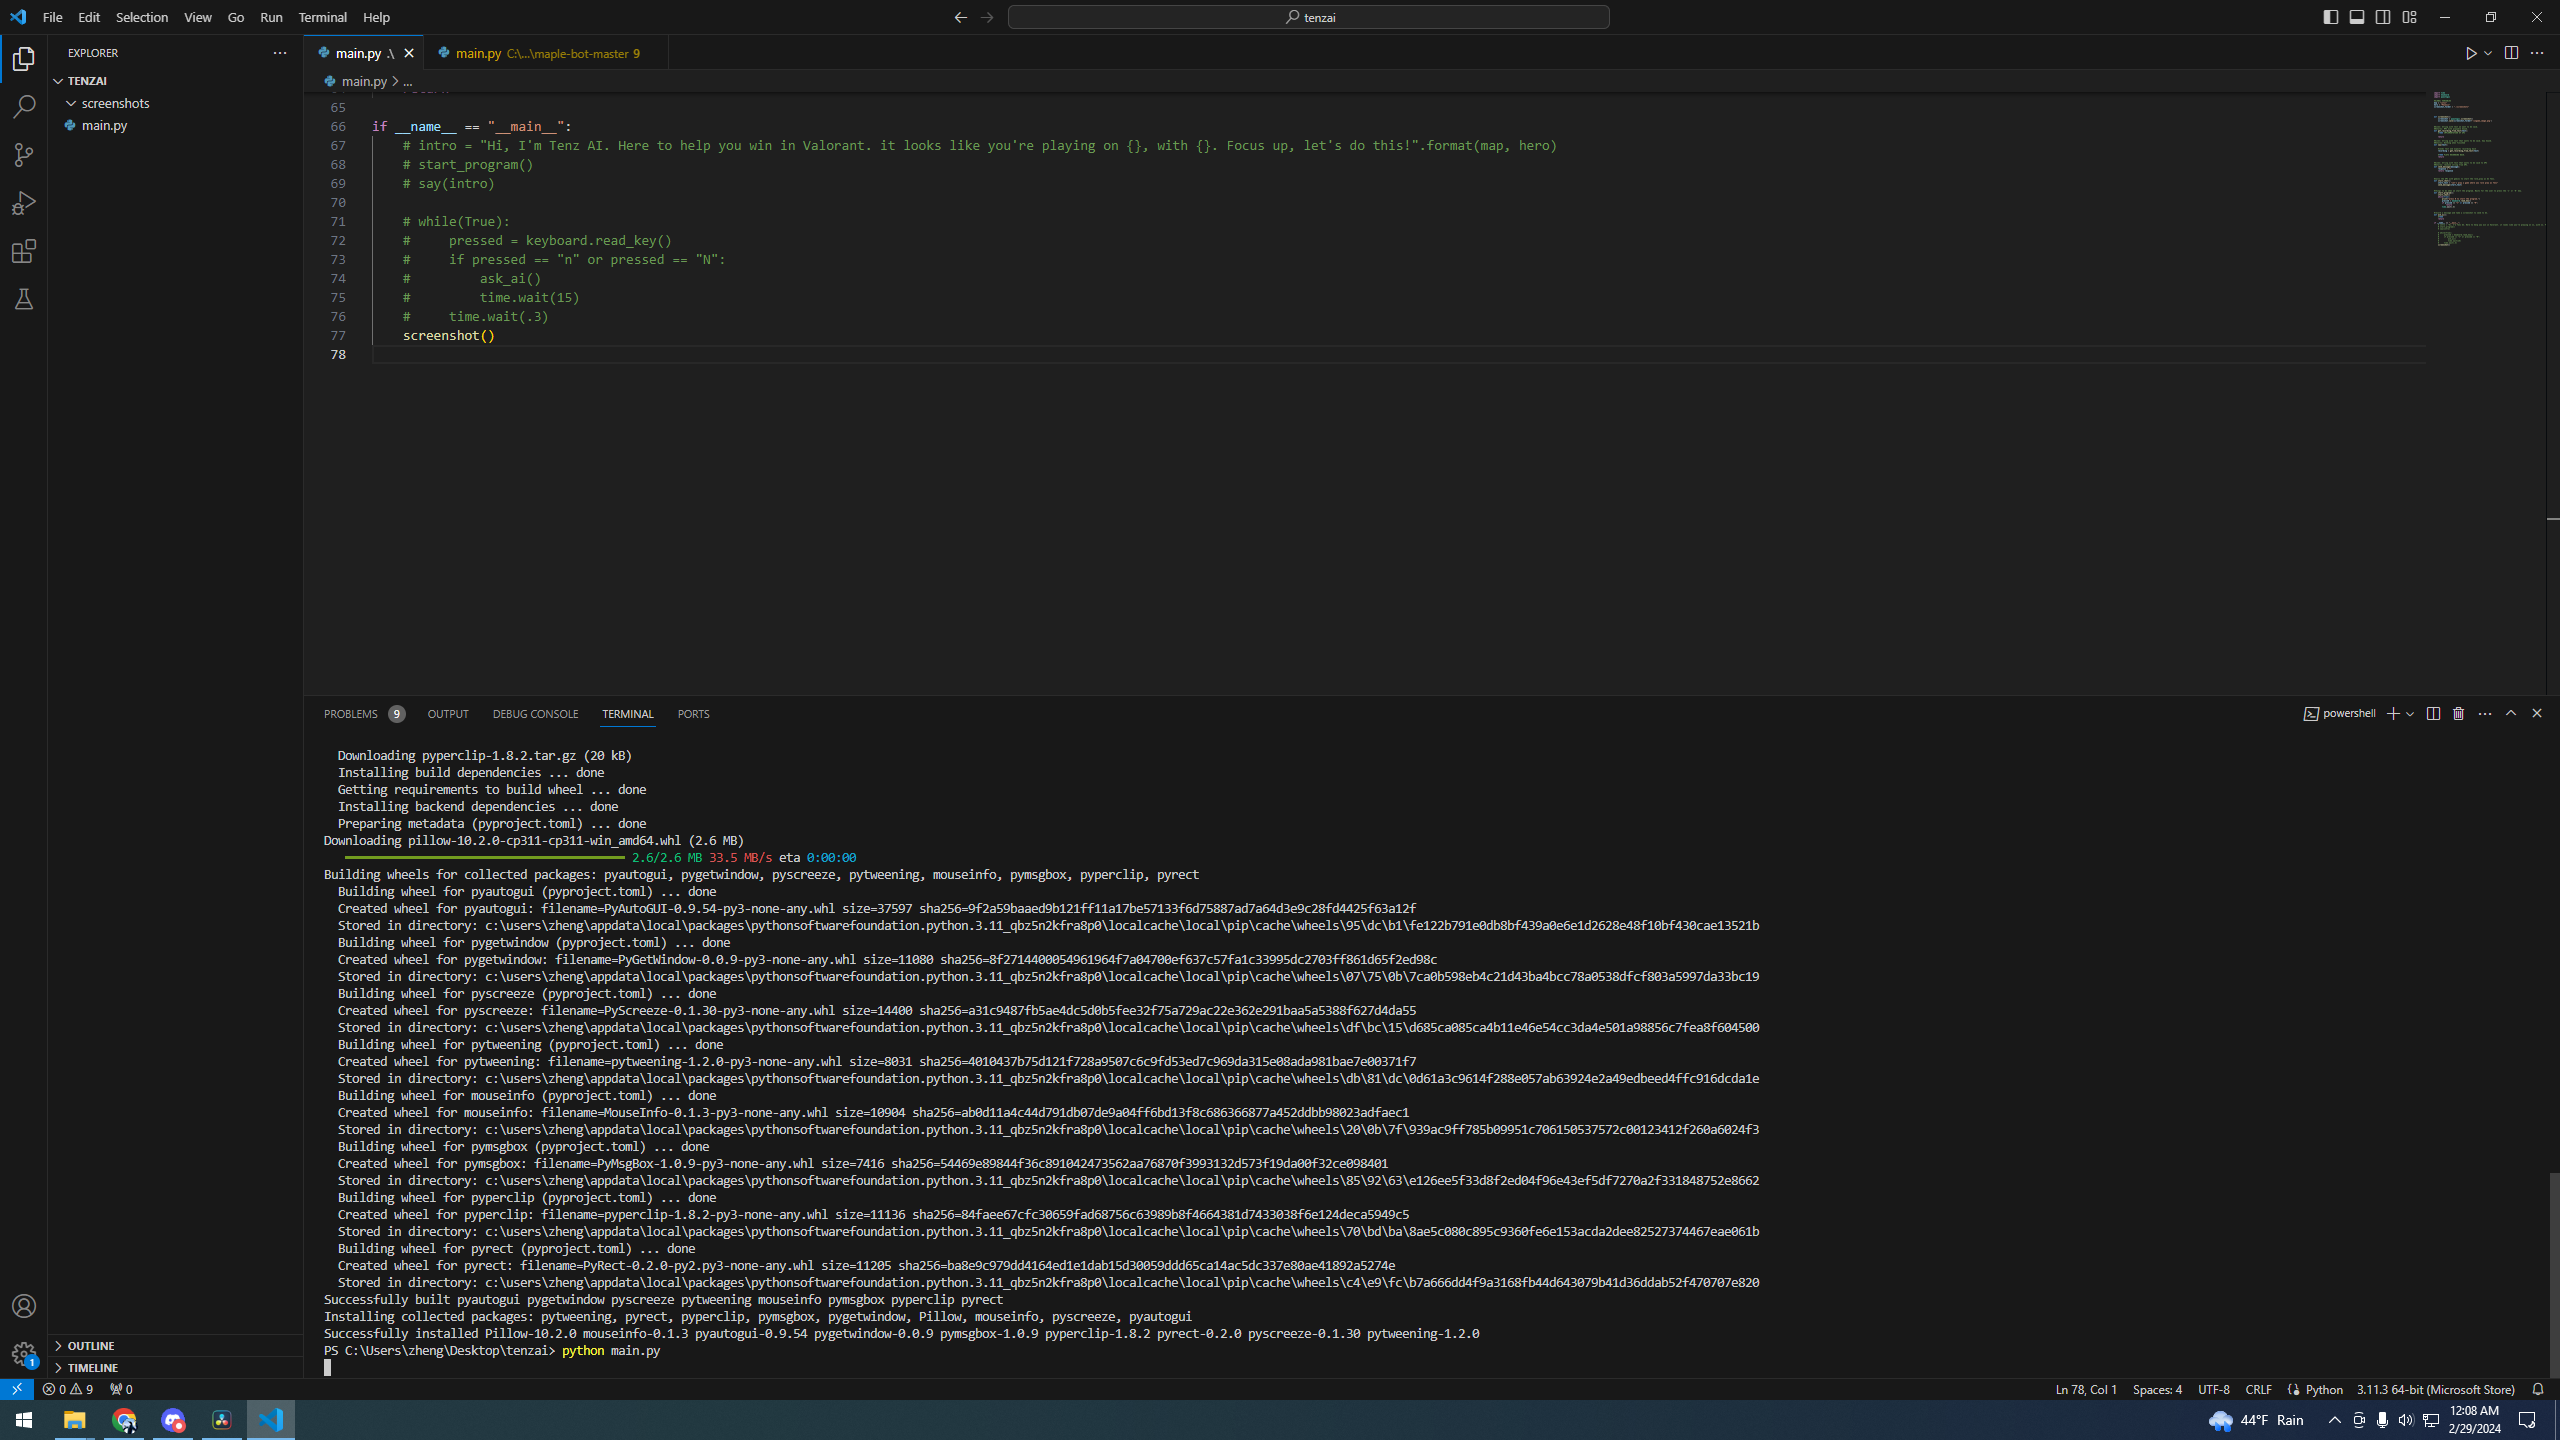 File Edit Selection View Go Run Terminal Help
tenzai
EXPLORER
TENZAI
screenshots
main.py
OUTLINE
TIMELINE
main.py .\
main.py C:\...\maple-bot-master 9
main.py > ...
65
66 if __name__ == "__main__":
67     # intro = "Hi, I'm Tenz AI. Here to help you win in Valorant. it looks like you're playing on {}, with {}. Focus up, let's do this!".format(map, hero)
68     # start_program()
69     # say(intro)
70
71     # while(True):
72     #     pressed = keyboard.read_key()
73     #     if pressed == "n" or pressed == "N":
74     #         ask_ai()
75     #         time.wait(15)
76     #     time.wait(.3)
77     screenshot()
78
PROBLEMS 9 OUTPUT DEBUG CONSOLE TERMINAL PORTS
powershell
  Downloading pyperclip-1.8.2.tar.gz (20 kB)
  Installing build dependencies ... done
  Getting requirements to build wheel ... done
  Installing backend dependencies ... done
  Preparing metadata (pyproject.toml) ... done
Downloading pillow-10.2.0-cp311-cp311-win_amd64.whl (2.6 MB)
2.6/2.6 MB 33.5 MB/s eta 0:00:00
Building wheels for collected packages: pyautogui, pygetwindow, pyscreeze, pytweening, mouseinfo, pymsgbox, pyperclip, pyrect
  Building wheel for pyautogui (pyproject.toml) ... done
  Created wheel for pyautogui: filename=PyAutoGUI-0.9.54-py3-none-any.whl size=37597 sha256=9f2a59baaed9b121ff11a17be57133f6d75887ad7a64d3e9c28fd4425f63a12f
  Stored in directory: c:\users\zheng\appdata\local\packages\pythonsoftwarefoundation.python.3.11_qbz5n2kfra8p0\localcache\local\pip\cache\wheels\95\dc\b1\fe122b791e0db8bf439a0e6e1d2628e48f10bf430cae13521b
  Building wheel for pygetwindow (pyproject.toml) ... done
  Created wheel for pygetwindow: filename=PyGetWindow-0.0.9-py3-none-any.whl size=11080 sha256=8f2714400054961964f7a04700ef637c57fa1c33995dc2703ff861d65f2ed98c
  Stored in directory: c:\users\zheng\appdata\local\packages\pythonsoftwarefoundation.python.3.11_qbz5n2kfra8p0\localcache\local\pip\cache\wheels\07\75\0b\7ca0b598eb4c21d43ba4bcc78a0538dfcf803a5997da33bc19
  Building wheel for pyscreeze (pyproject.toml) ... done
  Created wheel for pyscreeze: filename=PyScreeze-0.1.30-py3-none-any.whl size=14400 sha256=a31c9487fb5ae4dc5d0b5fee32f75a729ac22e362e291baa5a5388f627d4da55
  Stored in directory: c:\users\zheng\appdata\local\packages\pythonsoftwarefoundation.python.3.11_qbz5n2kfra8p0\localcache\local\pip\cache\wheels\df\bc\15\d685ca085ca4b11e46e54cc3da4e501a98856c7fea8f604500
  Building wheel for pytweening (pyproject.toml) ... done
  Created wheel for pytweening: filename=pytweening-1.2.0-py3-none-any.whl size=8031 sha256=4010437b75d121f728a9507c6c9fd53ed7c969da315e08ada981bae7e00371f7
  Stored in directory: c:\users\zheng\appdata\local\packages\pythonsoftwarefoundation.python.3.11_qbz5n2kfra8p0\localcache\local\pip\cache\wheels\db\81\dc\0d61a3c9614f288e057ab63924e2a49edbeed4ffc916dcda1e
  Building wheel for mouseinfo (pyproject.toml) ... done
  Created wheel for mouseinfo: filename=MouseInfo-0.1.3-py3-none-any.whl size=10904 sha256=ab0d11a4c44d791db07de9a04ff6bd13f8c686366877a452ddbb98023adfaec1
  Stored in directory: c:\users\zheng\appdata\local\packages\pythonsoftwarefoundation.python.3.11_qbz5n2kfra8p0\localcache\local\pip\cache\wheels\20\0b\7f\939ac9ff785b09951c706150537572c00123412f260a6024f3
  Building wheel for pymsgbox (pyproject.toml) ... done
  Created wheel for pymsgbox: filename=PyMsgBox-1.0.9-py3-none-any.whl size=7416 sha256=54469e89844f36c891042473562aa76870f3993132d573f19da00f32ce098401
  Stored in directory: c:\users\zheng\appdata\local\packages\pythonsoftwarefoundation.python.3.11_qbz5n2kfra8p0\localcache\local\pip\cache\wheels\85\92\63\e126ee5f33d8f2ed04f96e43ef5df7270a2f331848752e8662
  Building wheel for pyperclip (pyproject.toml) ... done
  Created wheel for pyperclip: filename=pyperclip-1.8.2-py3-none-any.whl size=11136 sha256=84faee67cfc30659fad68756c63989b8f4664381d7433038f6e124deca5949c5
  Stored in directory: c:\users\zheng\appdata\local\packages\pythonsoftwarefoundation.python.3.11_qbz5n2kfra8p0\localcache\local\pip\cache\wheels\70\bd\ba\8ae5c080c895c9360fe6e153acda2dee82527374467eae061b
  Building wheel for pyrect (pyproject.toml) ... done
  Created wheel for pyrect: filename=PyRect-0.2.0-py2.py3-none-any.whl size=11205 sha256=ba8e9c979dd4164ed1e1dab15d30059ddd65ca14ac5dc337e80ae41892a5274e
  Stored in directory: c:\users\zheng\appdata\local\packages\pythonsoftwarefoundation.python.3.11_qbz5n2kfra8p0\localcache\local\pip\cache\wheels\c4\e9\fc\b7a666dd4f9a3168fb44d643079b41d36ddab52f470707e820
Successfully built pyautogui pygetwindow pyscreeze pytweening mouseinfo pymsgbox pyperclip pyrect
Installing collected packages: pytweening, pyrect, pyperclip, pymsgbox, pygetwindow, Pillow, mouseinfo, pyscreeze, pyautogui
Successfully installed Pillow-10.2.0 mouseinfo-0.1.3 pyautogui-0.9.54 pygetwindow-0.0.9 pymsgbox-1.0.9 pyperclip-1.8.2 pyrect-0.2.0 pyscreeze-0.1.30 pytweening-1.2.0
PS C:\Users\zheng\Desktop\tenzai> python main.py
1
0 9 0
Ln 78, Col 1 Spaces: 4 UTF-8 CRLF Python 3.11.3 64-bit (Microsoft Store)
44°F Rain
12:08 AM
2/29/2024